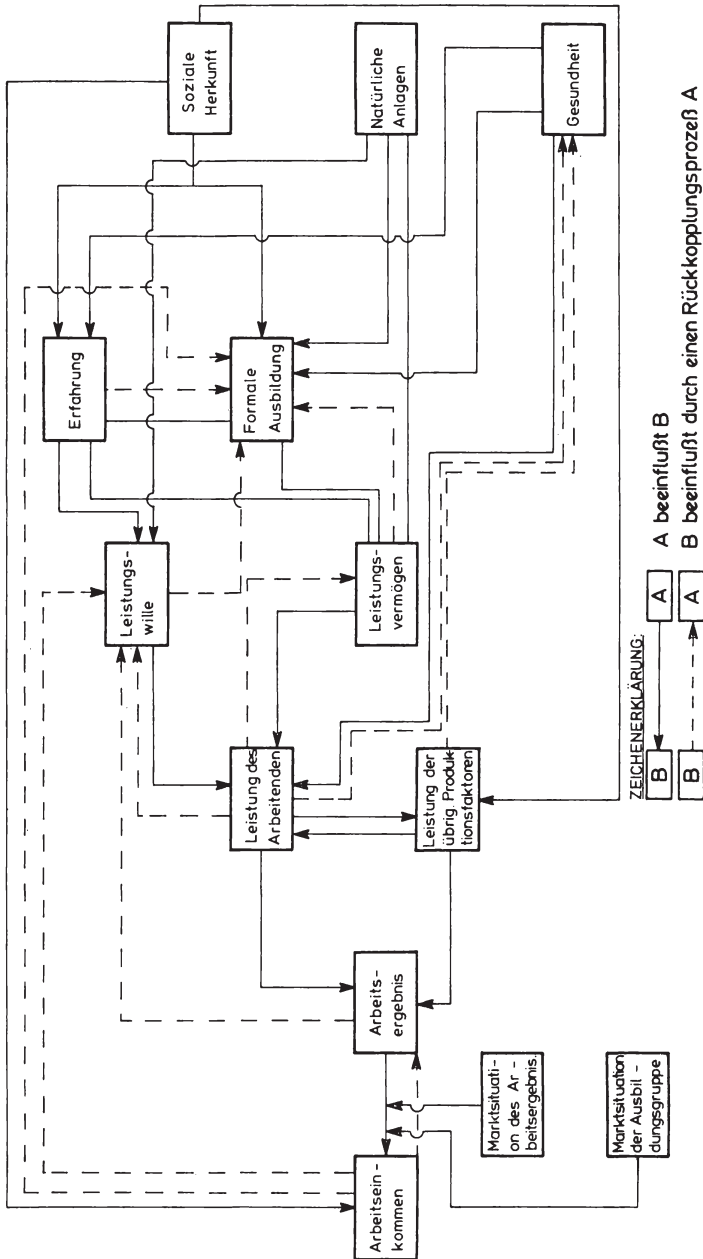 Soziale
Herkunft
Natürliche
Anlagen
Gesundheit
Erfahrung
Formale
Ausbildung
Leistungs-
wille
Leistungs-
vermögen
Leistung des
Arbeitenden
Leistung der
übrig. Produk
tionsfaktoren
Arbeits-
ergebnis
Marktsituati-
on des Ar-
beitsergebnis.
Marktsituation
der Ausbil-
dungsgruppe
Arbeitsein-
kommen
ZEICHENERKLÄRUNG:
B A A beeinflußt B
B A B beeinflußt durch einen Rückkopplungsprozeß A